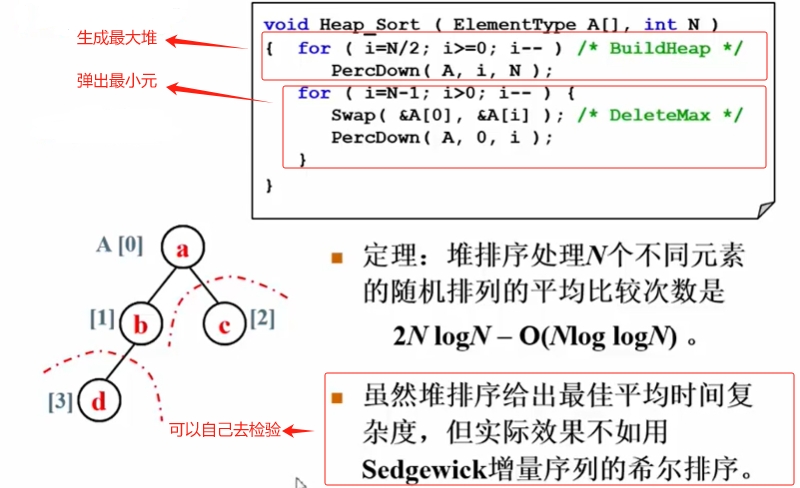 void Heap_Sort ( ElementType A[], int N )
生成最大堆
{ for ( i=N/2; i>=0; i-- ) /* BuildHeap */
PercDown( A, i, N );
弹出最小元
for ( i=N-1; i>0; i-- ) {
Swap( &A[0], &A[i] ); /* DeleteMax */
PercDown( A, 0, i );
}
}
A [0] a
[1] b c [2]
[3] d
定理：堆排序处理N个不同元素
的随机排列的平均比较次数是
2N logN – O(Nlog logN) 。
虽然堆排序给出最佳平均时间复
杂度，但实际效果不如用
Sedgewick增量序列的希尔排序。
可以自己去检验